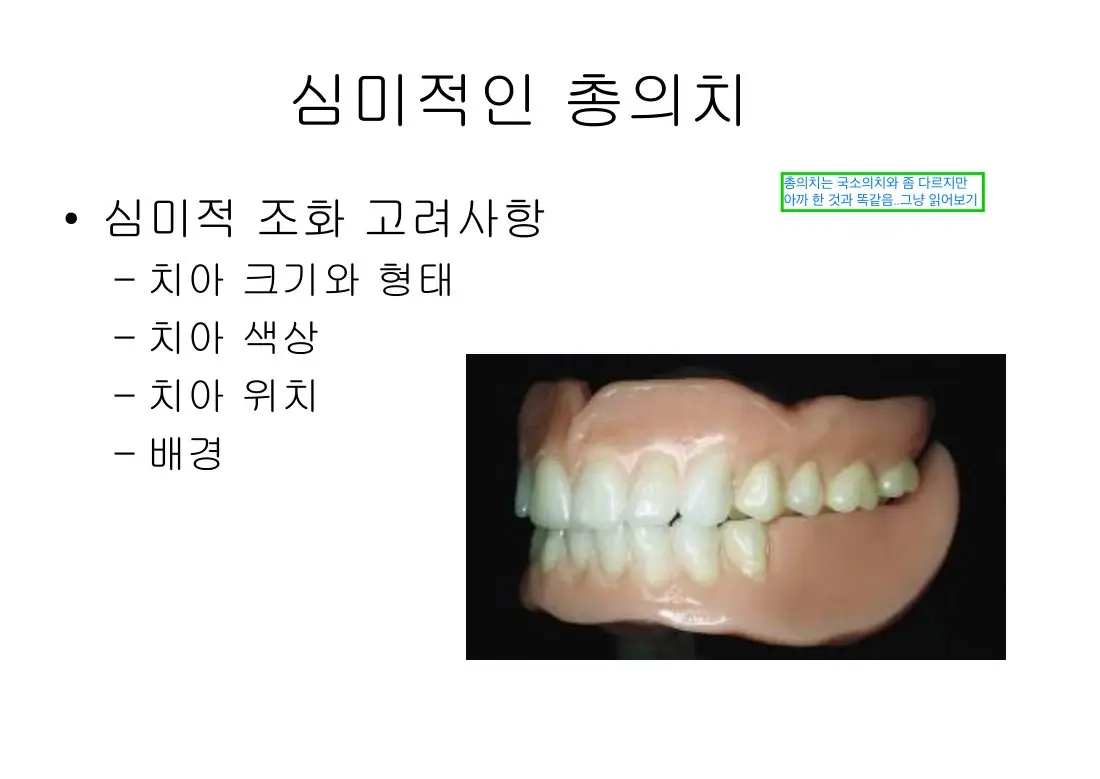 심미적인 총의치
총의치는 국소의치와 좀 다르지만
아까 한 것과 똑같음..그냥 읽어보기
• 심미적 조화 고려사항
– 치아 크기와 형태
– 치아 색상
– 치아 위치
– 배경